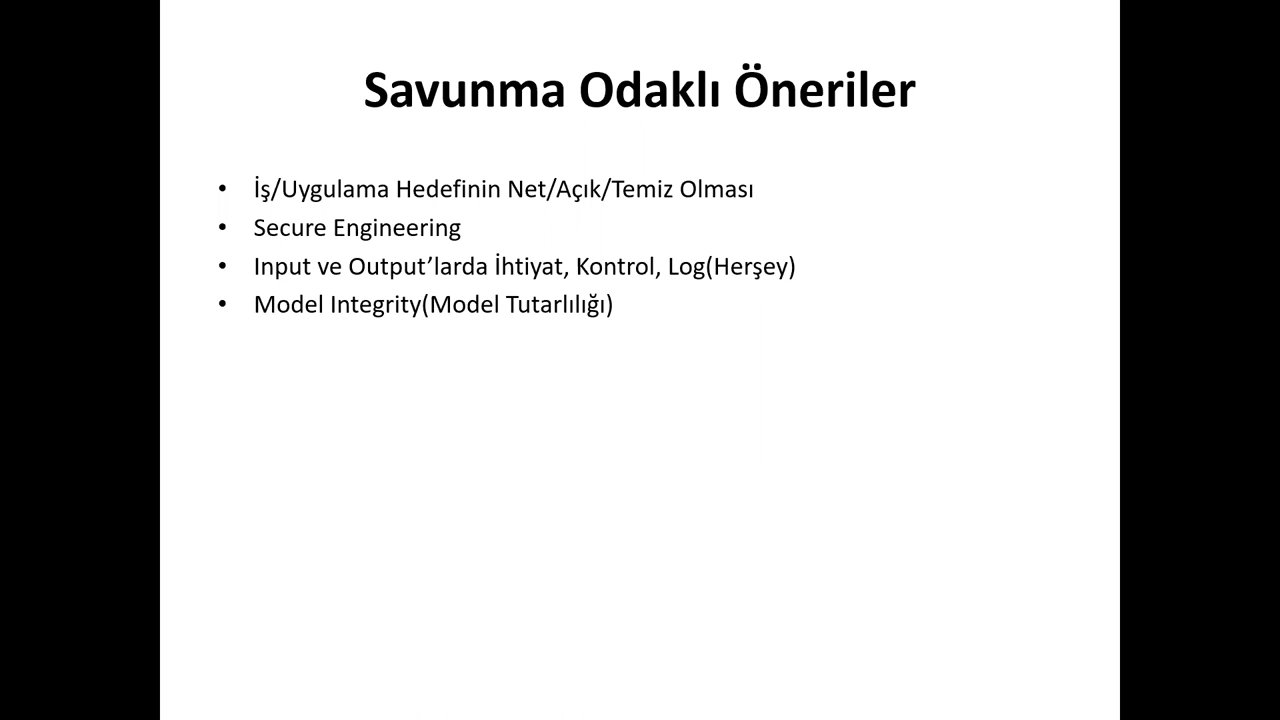 Savunma Odaklı Öneriler
• İş/Uygulama Hedefinin Net/Açık/Temiz Olması
• Secure Engineering
• Input ve Output’larda İhtiyat, Kontrol, Log(Herşey)
• Model Integrity(Model Tutarlılığı)